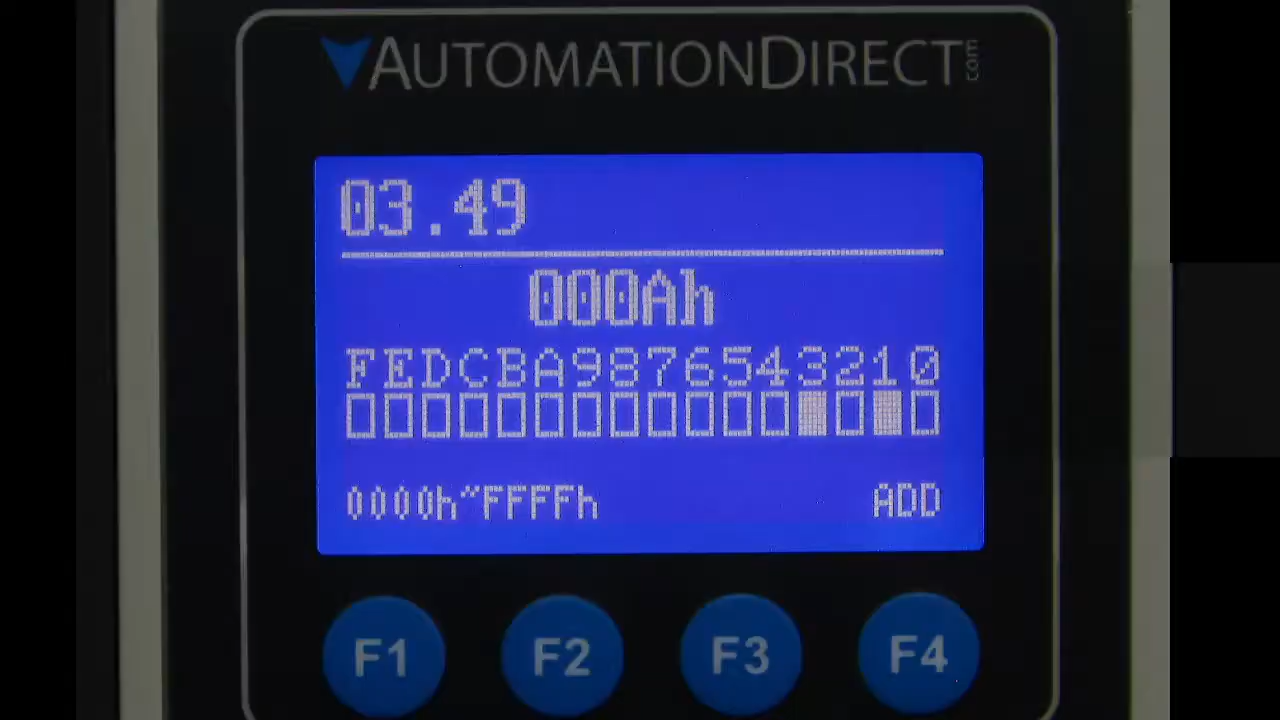 AUTOMATIONDIRECT.com
03.49
000Ah
FEDCBA9876543210
0000h~FFFFh ADD
F1 F2 F3 F4